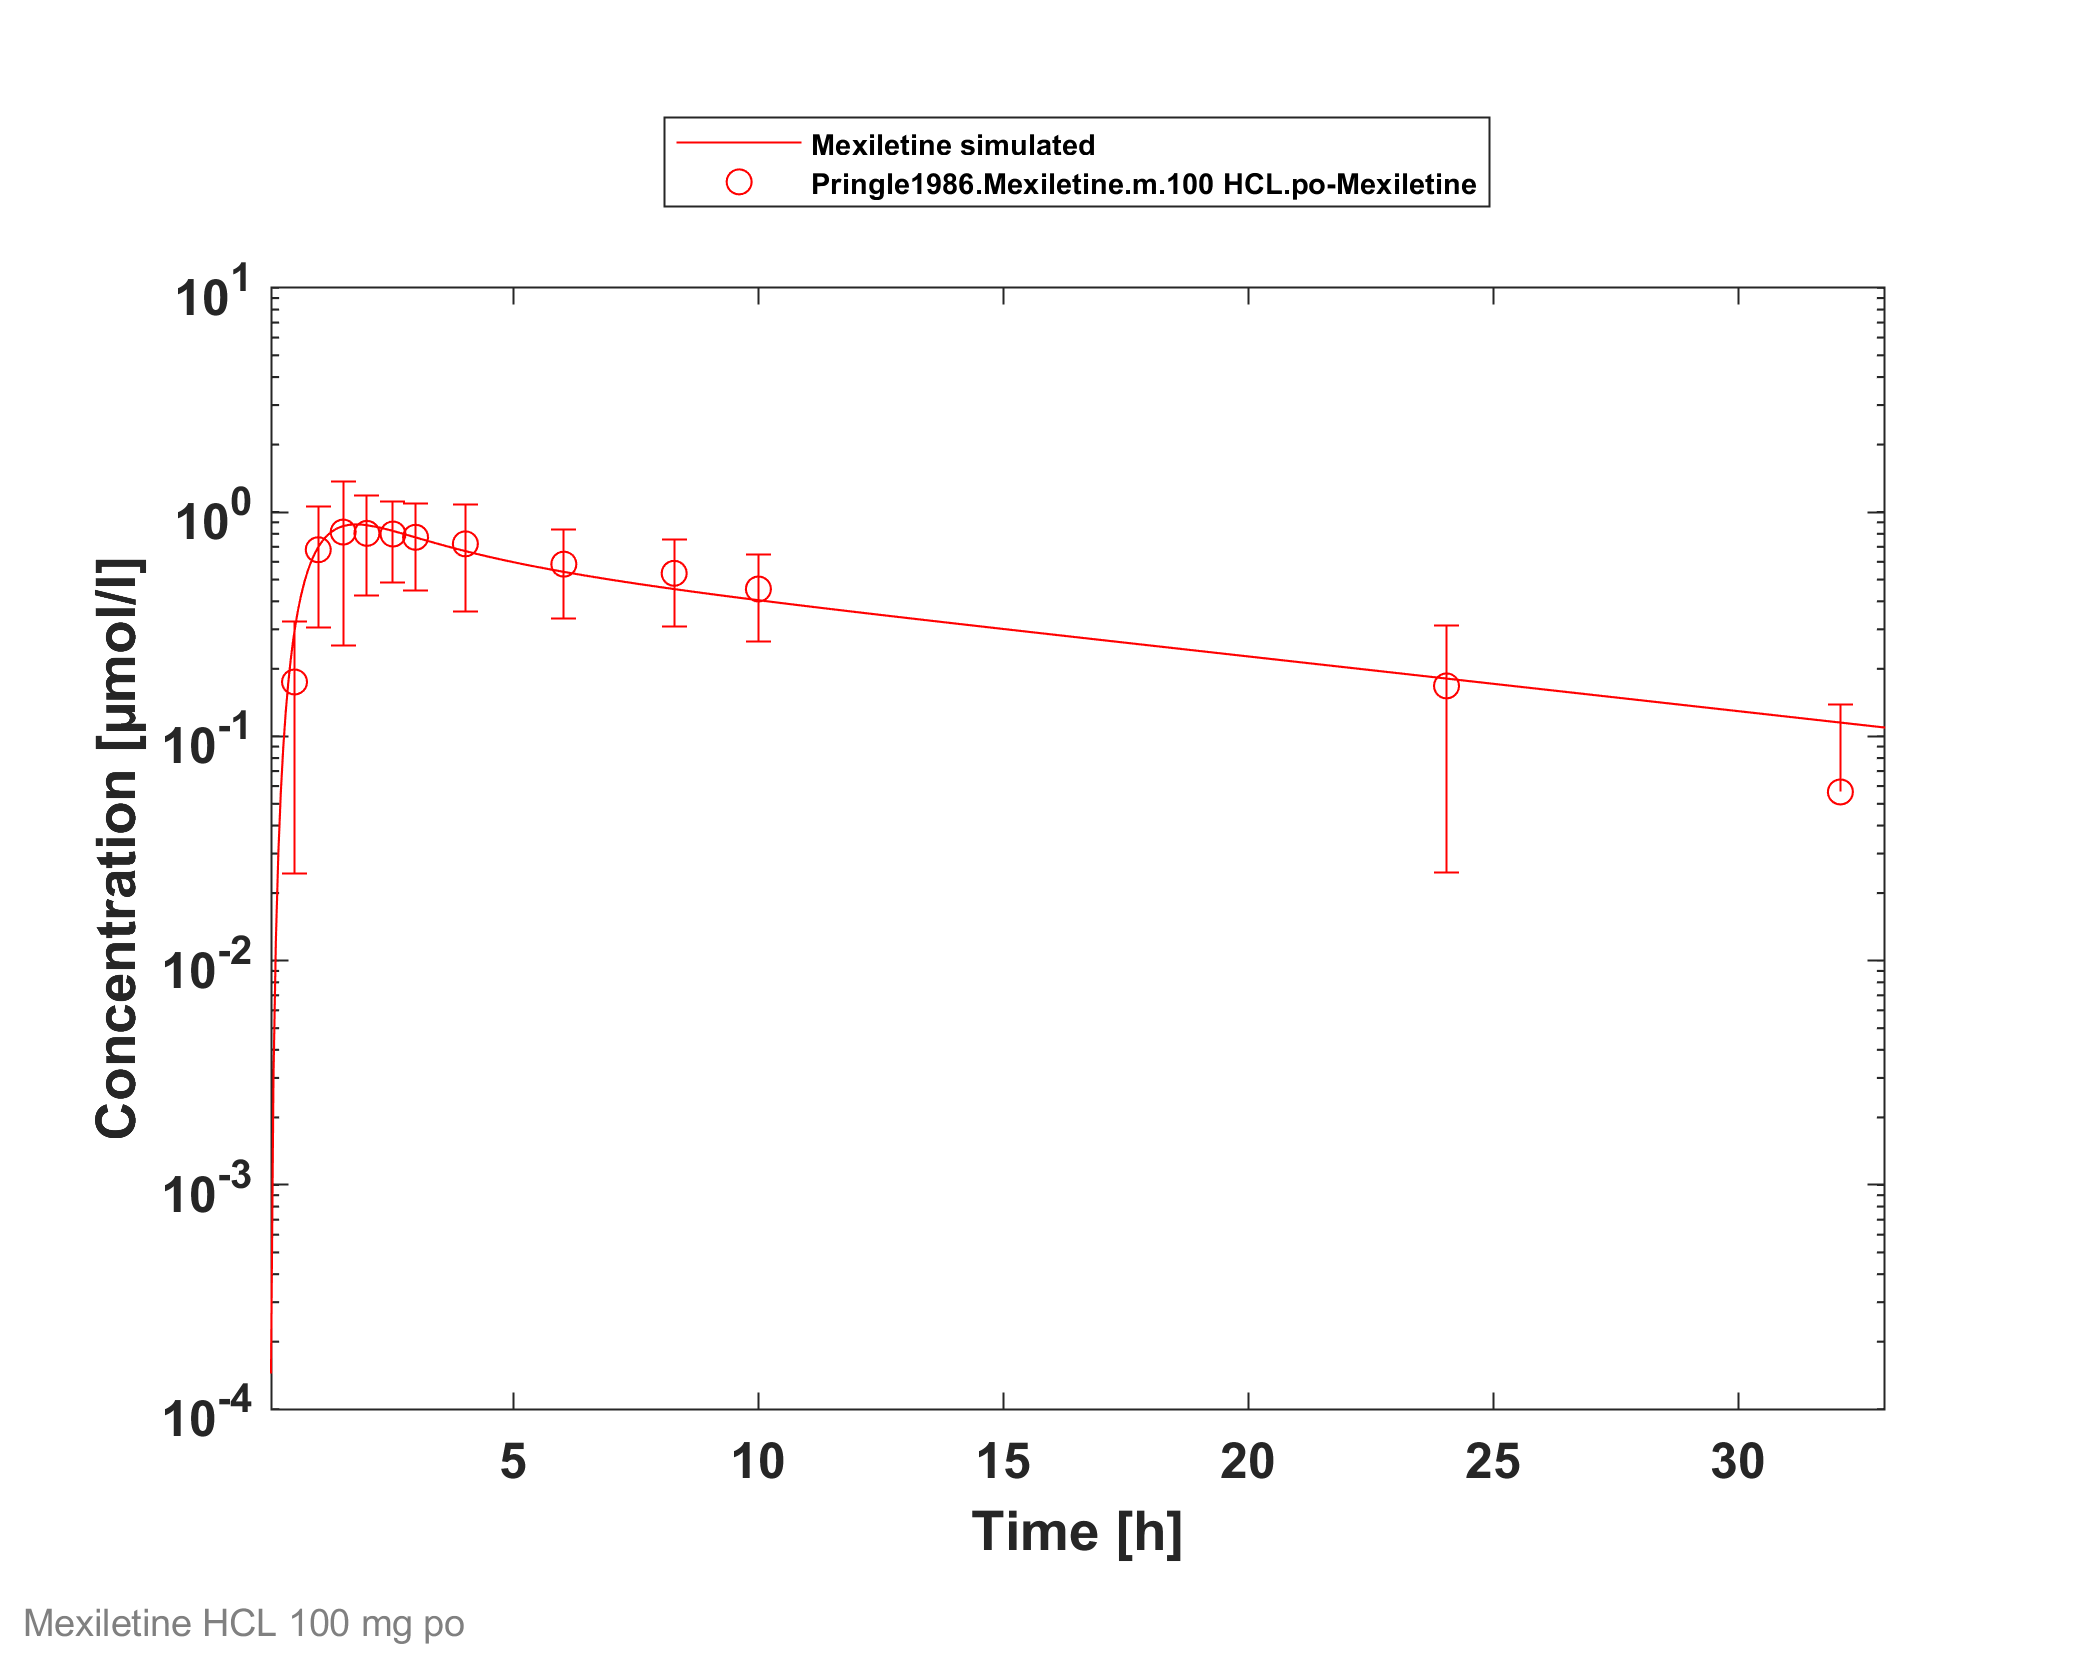 Mexiletine simulated
Pringle1986.Mexiletine.m.100 HCL.po-Mexiletine
10^1
10^0
10^-1
10^-2
10^-3
10^-4
Concentration [µmol/l]
5 10 15 20 25 30
Time [h]
Mexiletine HCL 100 mg po